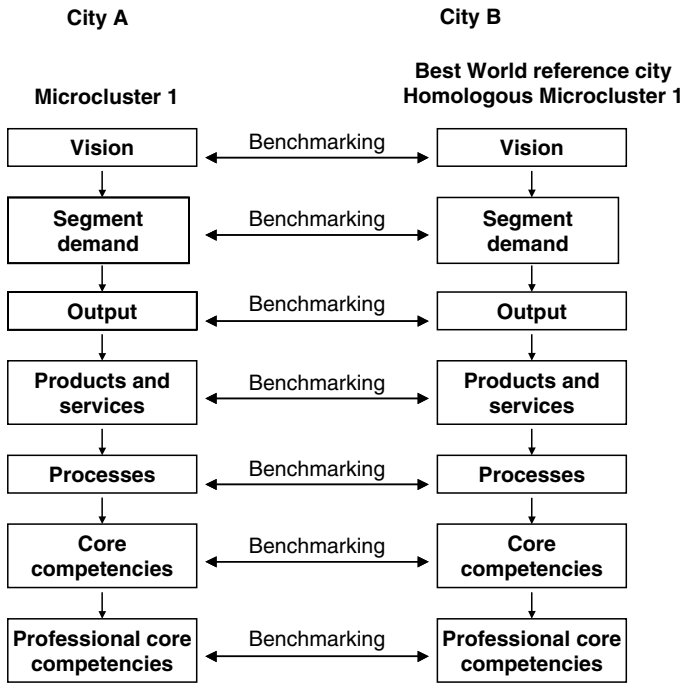 City A
City B
Microcluster 1
Best World reference city
Homologous Microcluster 1
Vision
Benchmarking
Vision
Segment
demand
Benchmarking
Segment
demand
Output
Benchmarking
Output
Products and
services
Benchmarking
Products and
services
Processes
Benchmarking
Processes
Core
competencies
Benchmarking
Core
competencies
Professional core
competencies
Benchmarking
Professional core
competencies